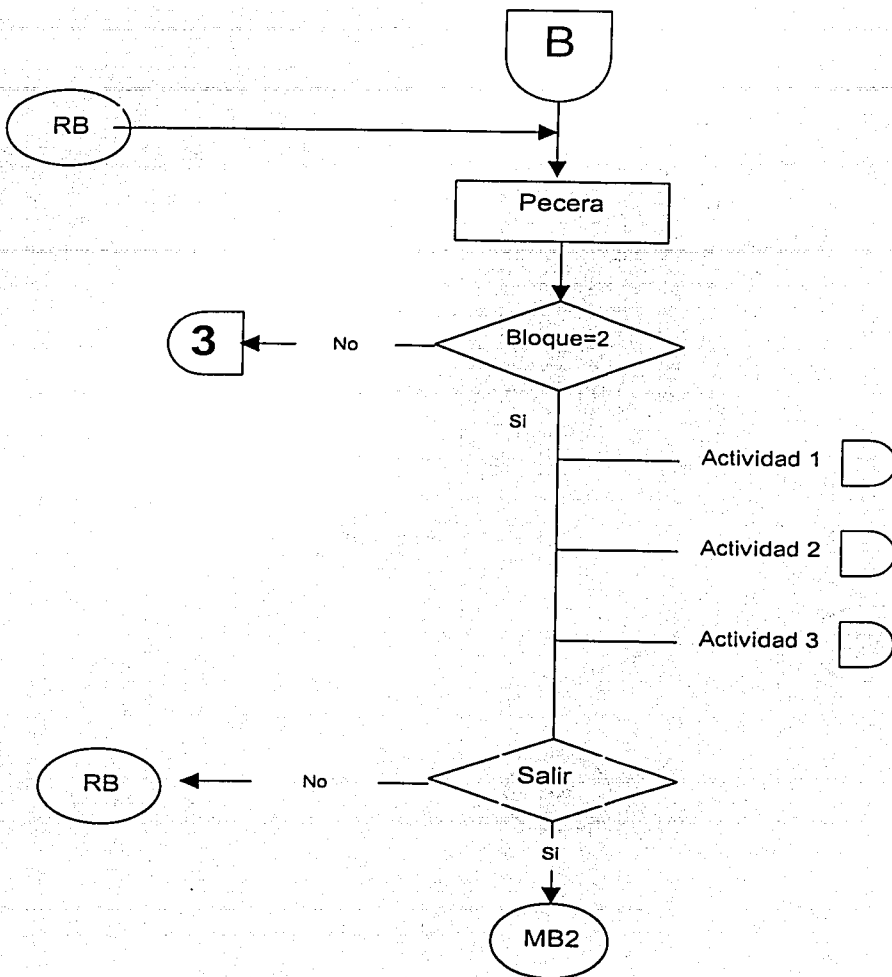 B
RB
Pecera
Bloque=2
3
No
Si
Actividad 1
Actividad 2
Actividad 3
Salir
RB
No
Si
MB2